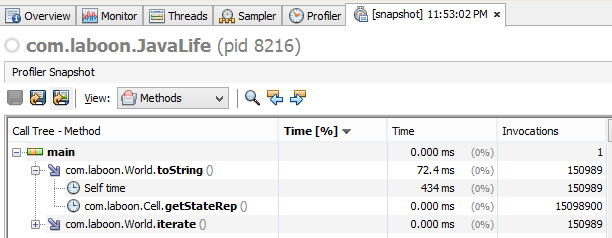 Overview Monitor Threads Sampler Profiler [snapshot] 11:53:02 PM
com.laboon.JavaLife (pid 8216)
Profiler Snapshot
View: Methods
Call Tree - Method Time [%] Time Invocations
main 0.000 ms (0%) 1
com.laboon.World.toString () 72.4 ms (0%) 150989
Self time 434 ms (0%) 150989
com.laboon.Cell.getStateRep () 0.000 ms (0%) 15098900
com.laboon.World.iterate () 0.000 ms (0%) 150989